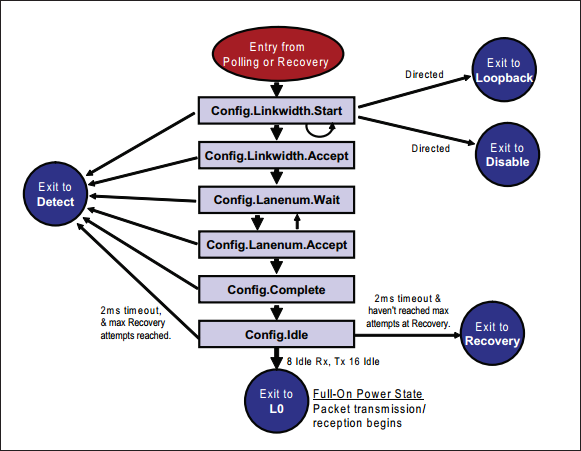 Entry from
Polling or Recovery
Exit to
Loopback
Directed
Config.Linkwidth.Start
Directed
Exit to
Disable
Config.Linkwidth.Accept
Exit to
Detect
Config.Lanenum.Wait
Config.Lanenum.Accept
Config.Complete
2ms timeout,
& max Recovery
attempts reached.
2ms timeout &
haven't reached max
attempts at Recovery.
Config.Idle
Exit to
Recovery
8 Idle Rx, Tx 16 Idle
Exit to
L0
Full-On Power State
Packet transmission/
reception begins